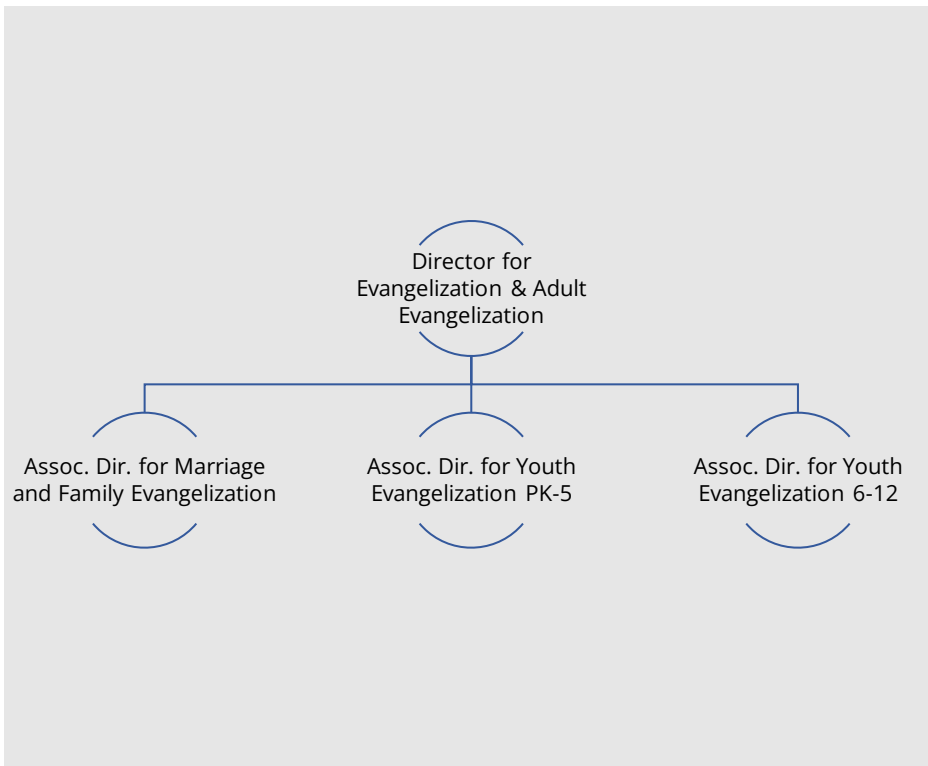 Director for
Evangelization & Adult
Evangelization
Assoc. Dir. for Marriage
and Family Evangelization
Assoc. Dir. for Youth
Evangelization PK-5
Assoc. Dir. for Youth
Evangelization 6-12